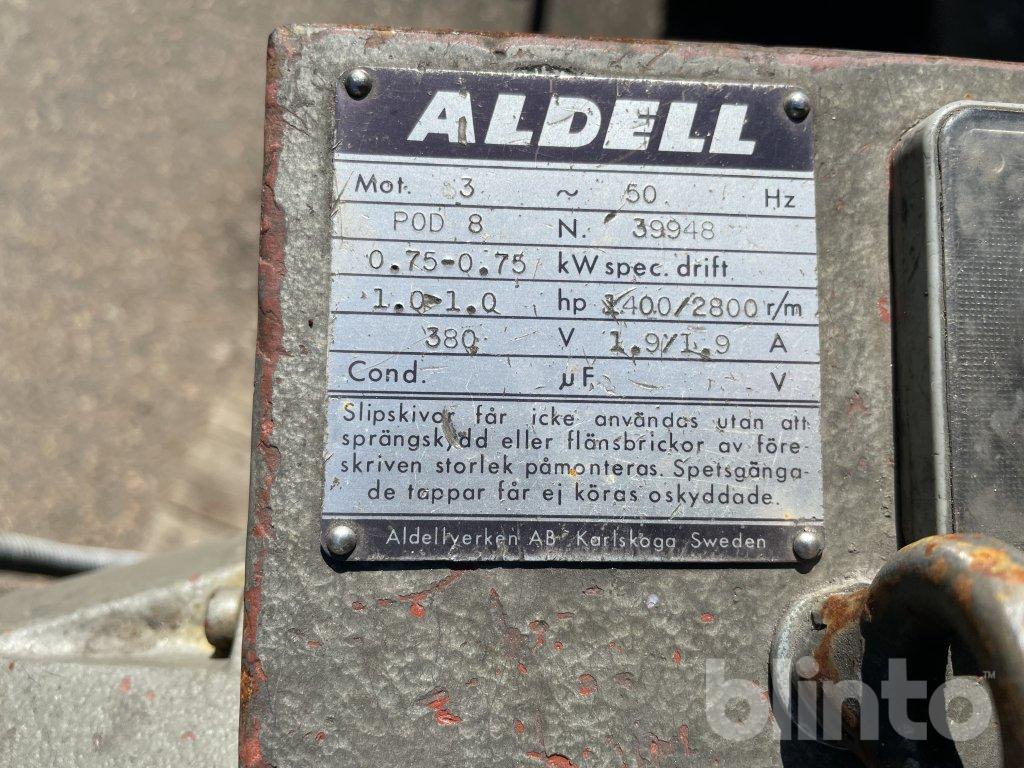 ALDELL
Mot. 3 ~ 50 Hz
POD 8 N. 39948
0.75-0.75 kW spec. drift
1.0-1.0 hp 1400/2800 r/m
380 V 1.9/1.9 A
Cond. µF V
Slipskivor får icke användas utan att
sprängskydd eller flänsbrickor av före-
skriven storlek påmonteras. Spetsgänga-
de tappar får ej köras oskyddade.
Aldellverken AB Karlskoga Sweden
blinto™